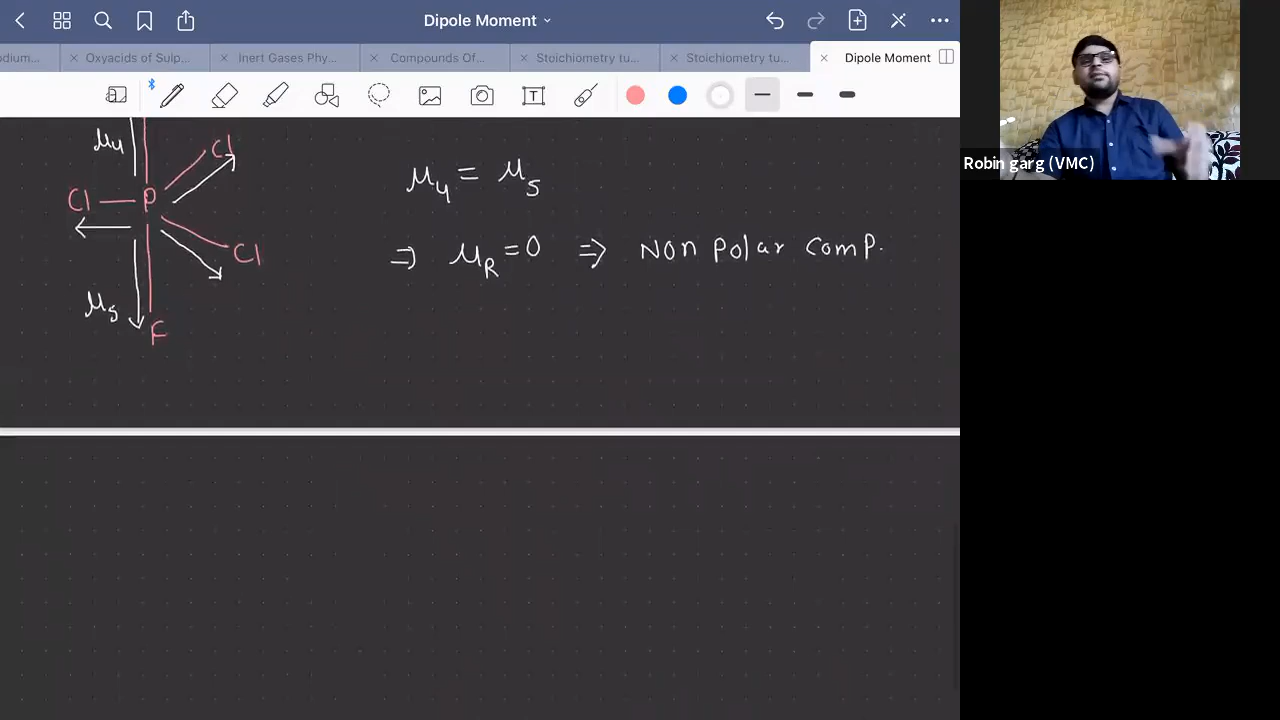 Dipole Moment
odium...
Oxyacids of Sulp...
Inert Gases Phy...
Compounds Of...
Stoichiometry tu...
Stoichiometry tu...
Dipole Moment
T
Robin garg (VMC)
μ4
Cl
Cl P
Cl
μ5
F
μ4 = μ5
⇒ μR = 0 ⇒ Non polar comp.